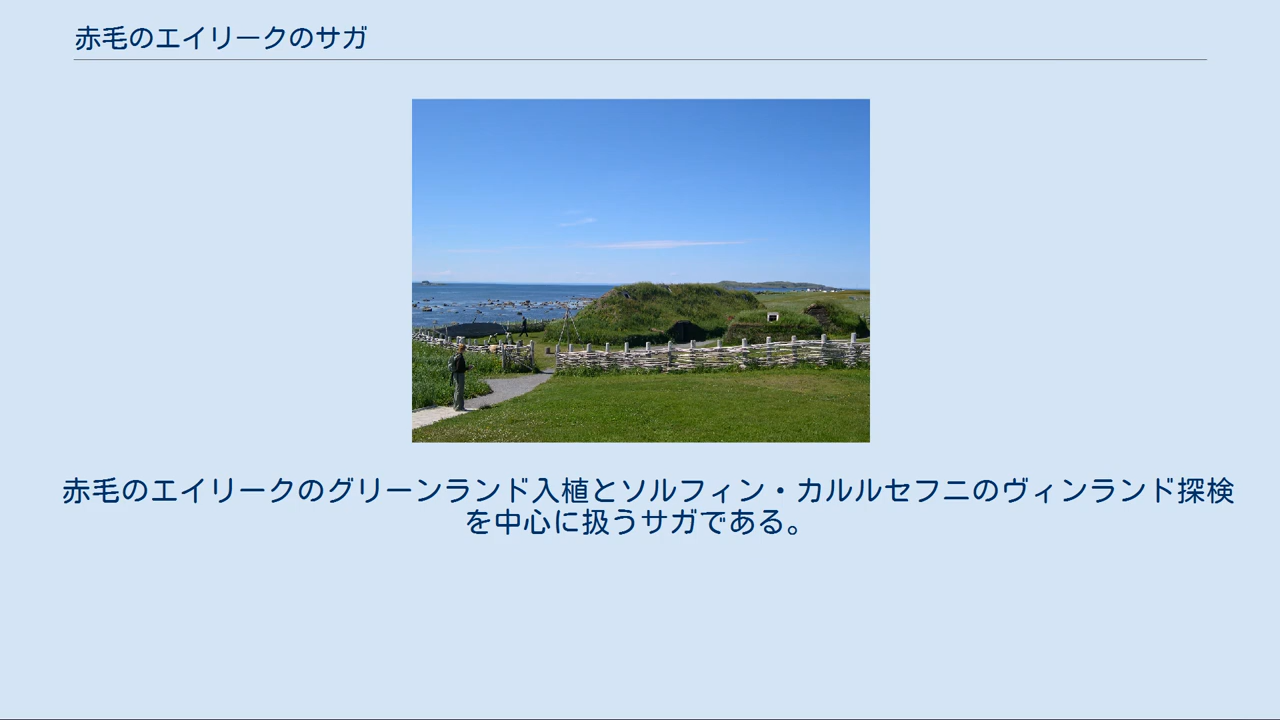 赤毛のエイリークのサガ
赤毛のエイリークのグリーンランド入植とソルフィン・カルルセフニのヴィンランド探検
を中心に扱うサガである。